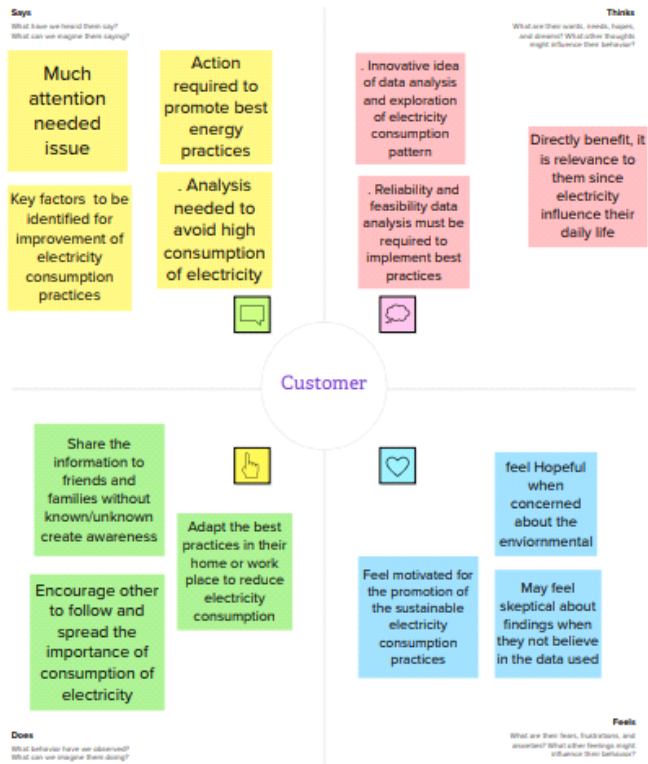 Says
What have we heard them say?
What can we imagine them saying?
Much
attention
needed
issue
Action
required to
promote best
energy
practices
Key factors to be
identified for
improvement of
electricity
consumption
practices
. Analysis
needed to
avoid high
consumption
of electricity
Thinks
What are their wants, needs, hopes,
and dreams? What other thoughts
might influence their behavior?
. Innovative idea
of data analysis
and exploration
of electricity
consumption
pattern
Directly benefit, it
is relevance to
them since
electricity
influence their
daily life
. Reliability and
feasibility data
analysis must be
required to
implement best
practices
Customer
Share the
information to
friends and
families without
known/unknown
create awareness
Adapt the best
practices in their
home or work
place to reduce
electricity
consumption
Encourage other
to follow and
spread the
importance of
consumption of
electricity
Does
What behavior have we observed?
What can we imagine them doing?
feel Hopeful
when
concerned
about the
enviornmental
Feel motivated for
the promotion of
the sustainable
electricity
consumption
practices
May feel
skeptical about
findings when
they not believe
in the data used
Feels
What are their fears, frustrations, and
anxieties? What other feelings might
influence their behavior?